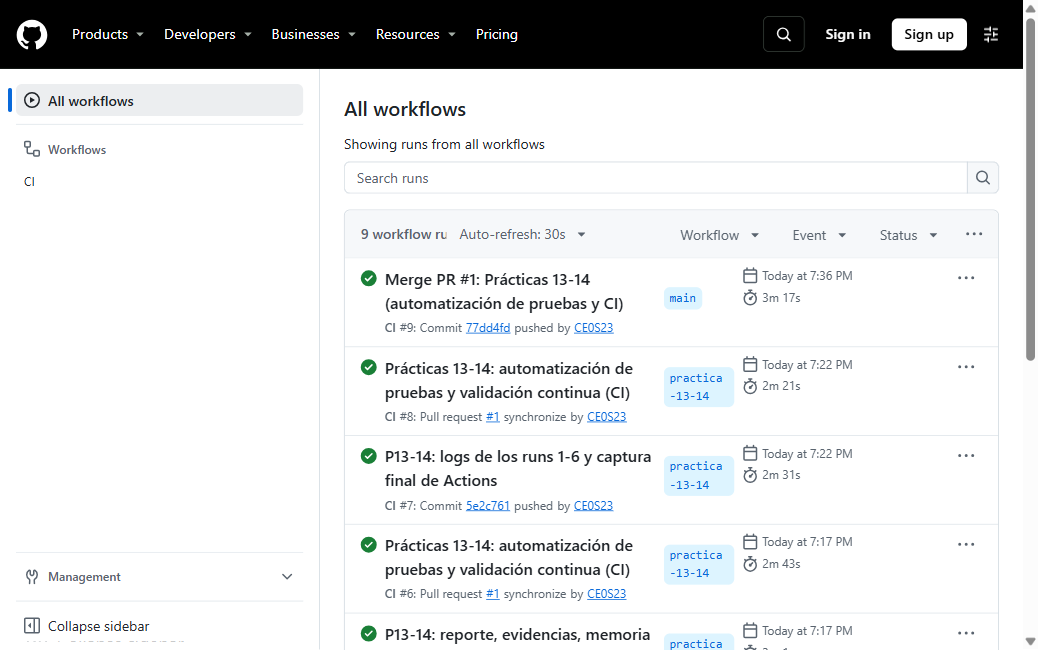 Products Developers Businesses Resources Pricing Sign in Sign up
All workflows
Workflows
CI
Management
Collapse sidebar
All workflows
Showing runs from all workflows
Search runs
9 workflow ru Auto-refresh: 30s Workflow Event Status
Merge PR #1: Prácticas 13-14
(automatización de pruebas y CI)
CI #9: Commit 77dd4fd pushed by CE0S23
main
Today at 7:36 PM
3m 17s
Prácticas 13-14: automatización de
pruebas y validación continua (CI)
CI #8: Pull request #1 synchronize by CE0S23
practica
-13-14
Today at 7:22 PM
2m 21s
P13-14: logs de los runs 1-6 y captura
final de Actions
CI #7: Commit 5e2c761 pushed by CE0S23
practica
-13-14
Today at 7:22 PM
2m 31s
Prácticas 13-14: automatización de
pruebas y validación continua (CI)
CI #6: Pull request #1 synchronize by CE0S23
practica
-13-14
Today at 7:17 PM
2m 43s
P13-14: reporte, evidencias, memoria
practica
Today at 7:17 PM